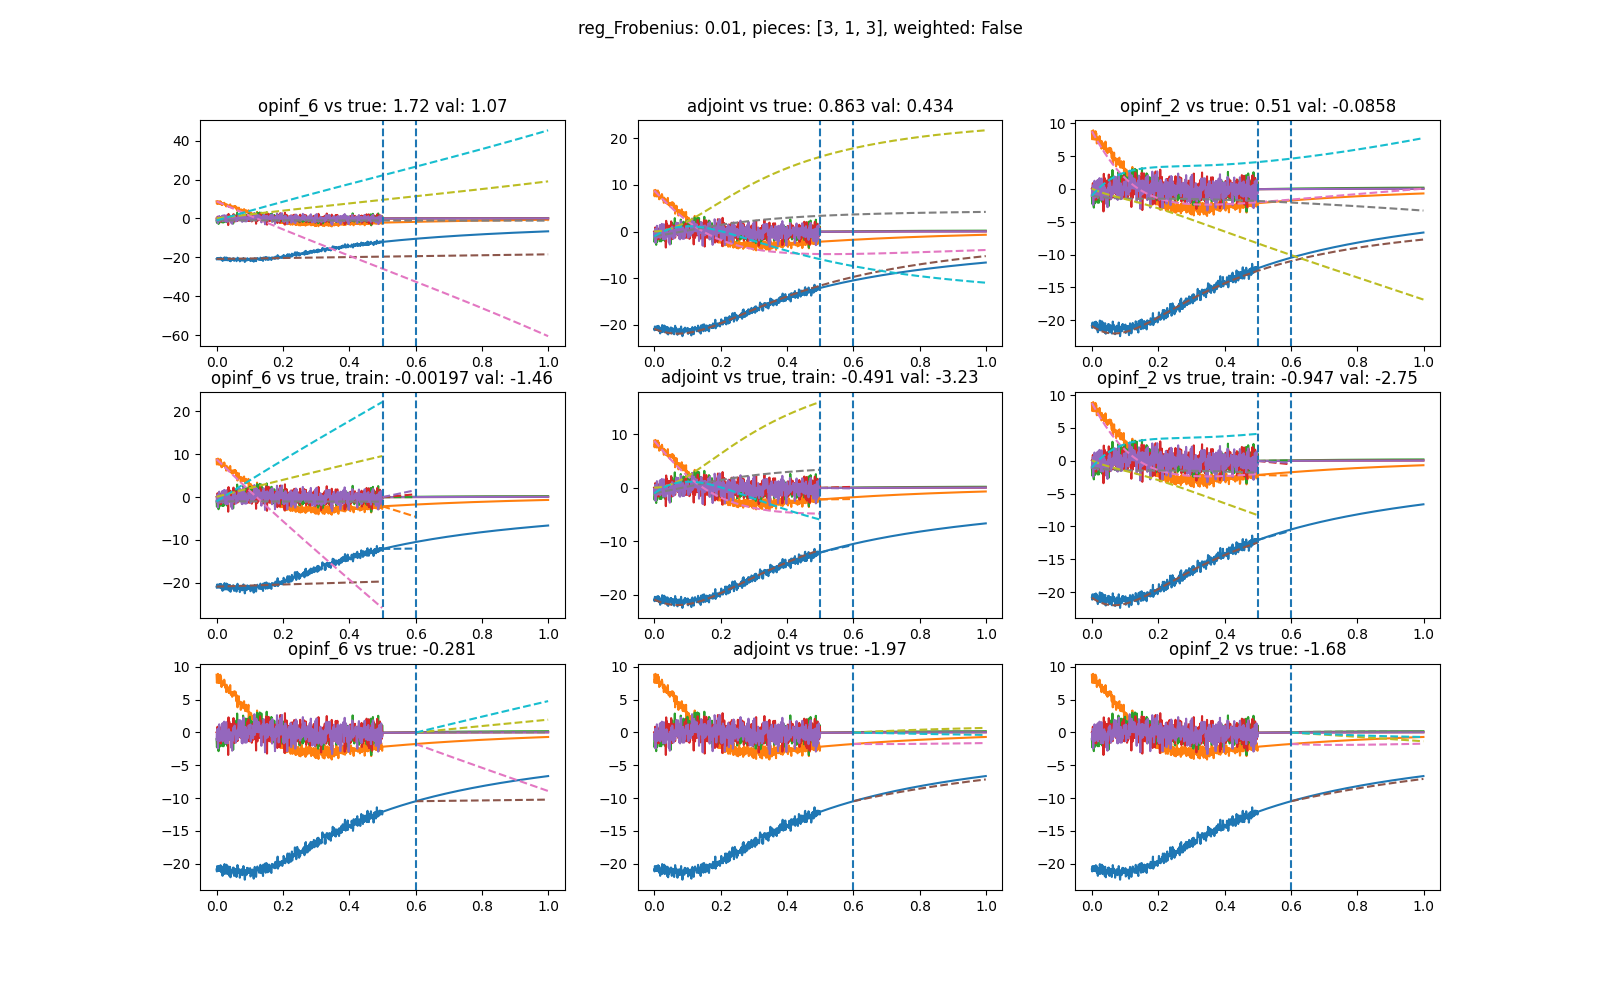 reg_Frobenius: 0.01, pieces: [3, 1, 3], weighted: False
opinf_6 vs true: 1.72 val: 1.07
adjoint vs true: 0.863 val: 0.434
opinf_2 vs true: 0.51 val: -0.0858
40
20
0
−20
−40
−60
0.0 0.2 0.4 0.6 0.8 1.0
20
10
0
−10
−20
0.0 0.2 0.4 0.6 0.8 1.0
10
5
0
−5
−10
−15
−20
0.0 0.2 0.4 0.6 0.8 1.0
opinf_6 vs true, train: -0.00197 val: -1.46
adjoint vs true, train: -0.491 val: -3.23
opinf_2 vs true, train: -0.947 val: -2.75
20
10
0
−10
−20
0.0 0.2 0.4 0.6 0.8 1.0
10
0
−10
−20
0.0 0.2 0.4 0.6 0.8 1.0
10
5
0
−5
−10
−15
−20
0.0 0.2 0.4 0.6 0.8 1.0
opinf_6 vs true: -0.281
adjoint vs true: -1.97
opinf_2 vs true: -1.68
10
5
0
−5
−10
−15
−20
0.0 0.2 0.4 0.6 0.8 1.0
10
5
0
−5
−10
−15
−20
0.0 0.2 0.4 0.6 0.8 1.0
10
5
0
−5
−10
−15
−20
0.0 0.2 0.4 0.6 0.8 1.0